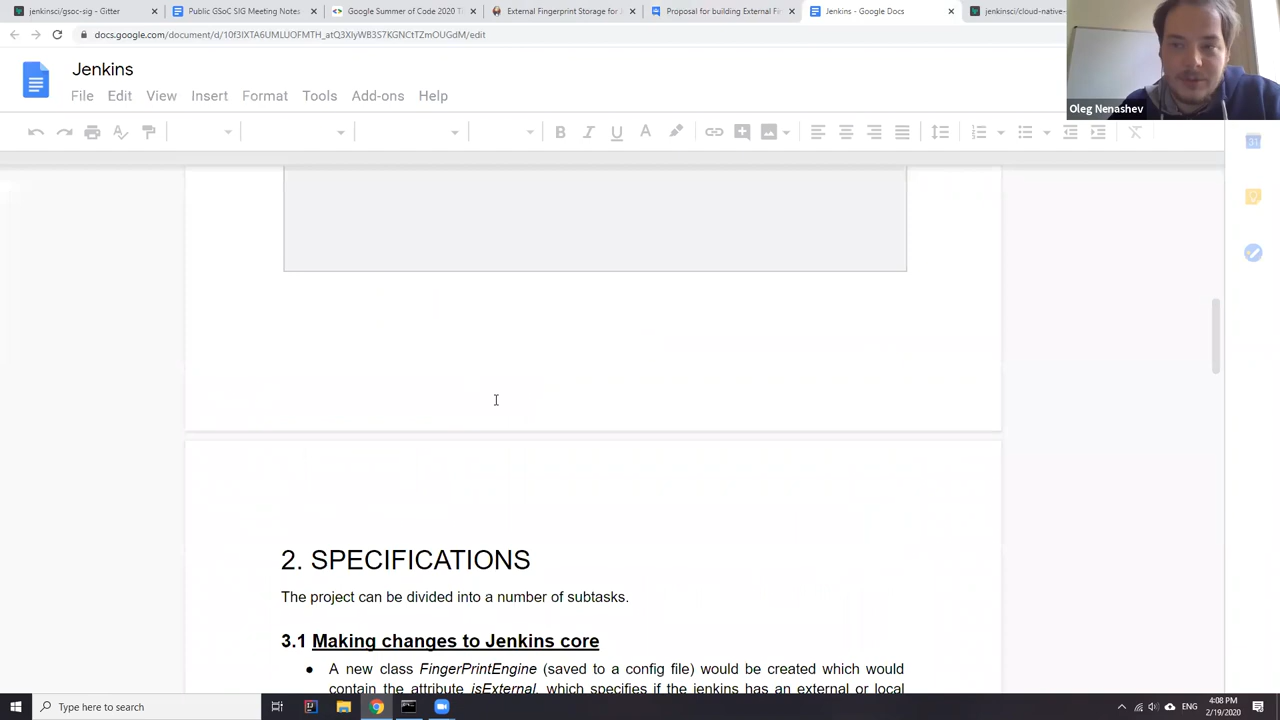 jenkinsci/gsoc-sig - Gitter
Public GSoC SIG Meeting Notes
Google Summer of Code 2020 T
External Fingerprint Storage for J
Proposal for building External Fi
Jenkins - Google Docs
jenkinsci/cloud-native-
docs.google.com/document/d/10f3IXTA6UMLUOFMTH_atQ3XIyWB3S7KGNCtTZmOUGdM/edit
Jenkins
File Edit View Insert Format Tools Add-ons Help
Oleg Nenashev
2. SPECIFICATIONS
The project can be divided into a number of subtasks.
3.1 Making changes to Jenkins core
● A new class FingerPrintEngine (saved to a config file) would be created which would
contain the attribute isExternal, which specifies if the jenkins has an external or local
Type here to search
ENG
4:08 PM
2/19/2020